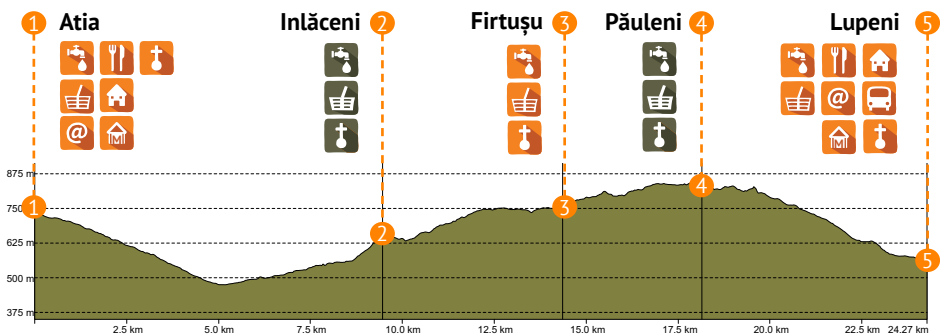 1 Atia Inlăceni 2 Firtușu 3 Păuleni 4 Lupeni 5
@ @
875 m
750 m
1 3 4
625 m
2
500 m
5
375 m
2.5 km 5.0 km 7.5 km 10.0 km 12.5 km 15.0 km 17.5 km 20.0 km 22.5 km 24.27 km